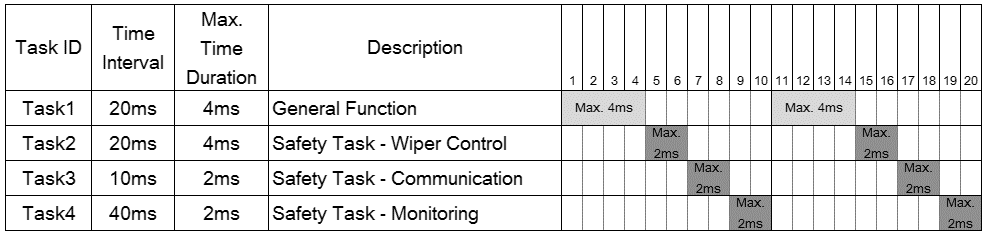 Task ID Time Interval Max. Time Duration Description 1 2 3 4 5 6 7 8 9 10 11 12 13 14 15 16 17 18 19 20
Task1 20ms 4ms General Function Max. 4ms Max. 4ms
Task2 20ms 4ms Safety Task - Wiper Control Max. 2ms Max. 2ms
Task3 10ms 2ms Safety Task - Communication Max. 2ms Max. 2ms
Task4 40ms 2ms Safety Task - Monitoring Max. 2ms Max. 2ms